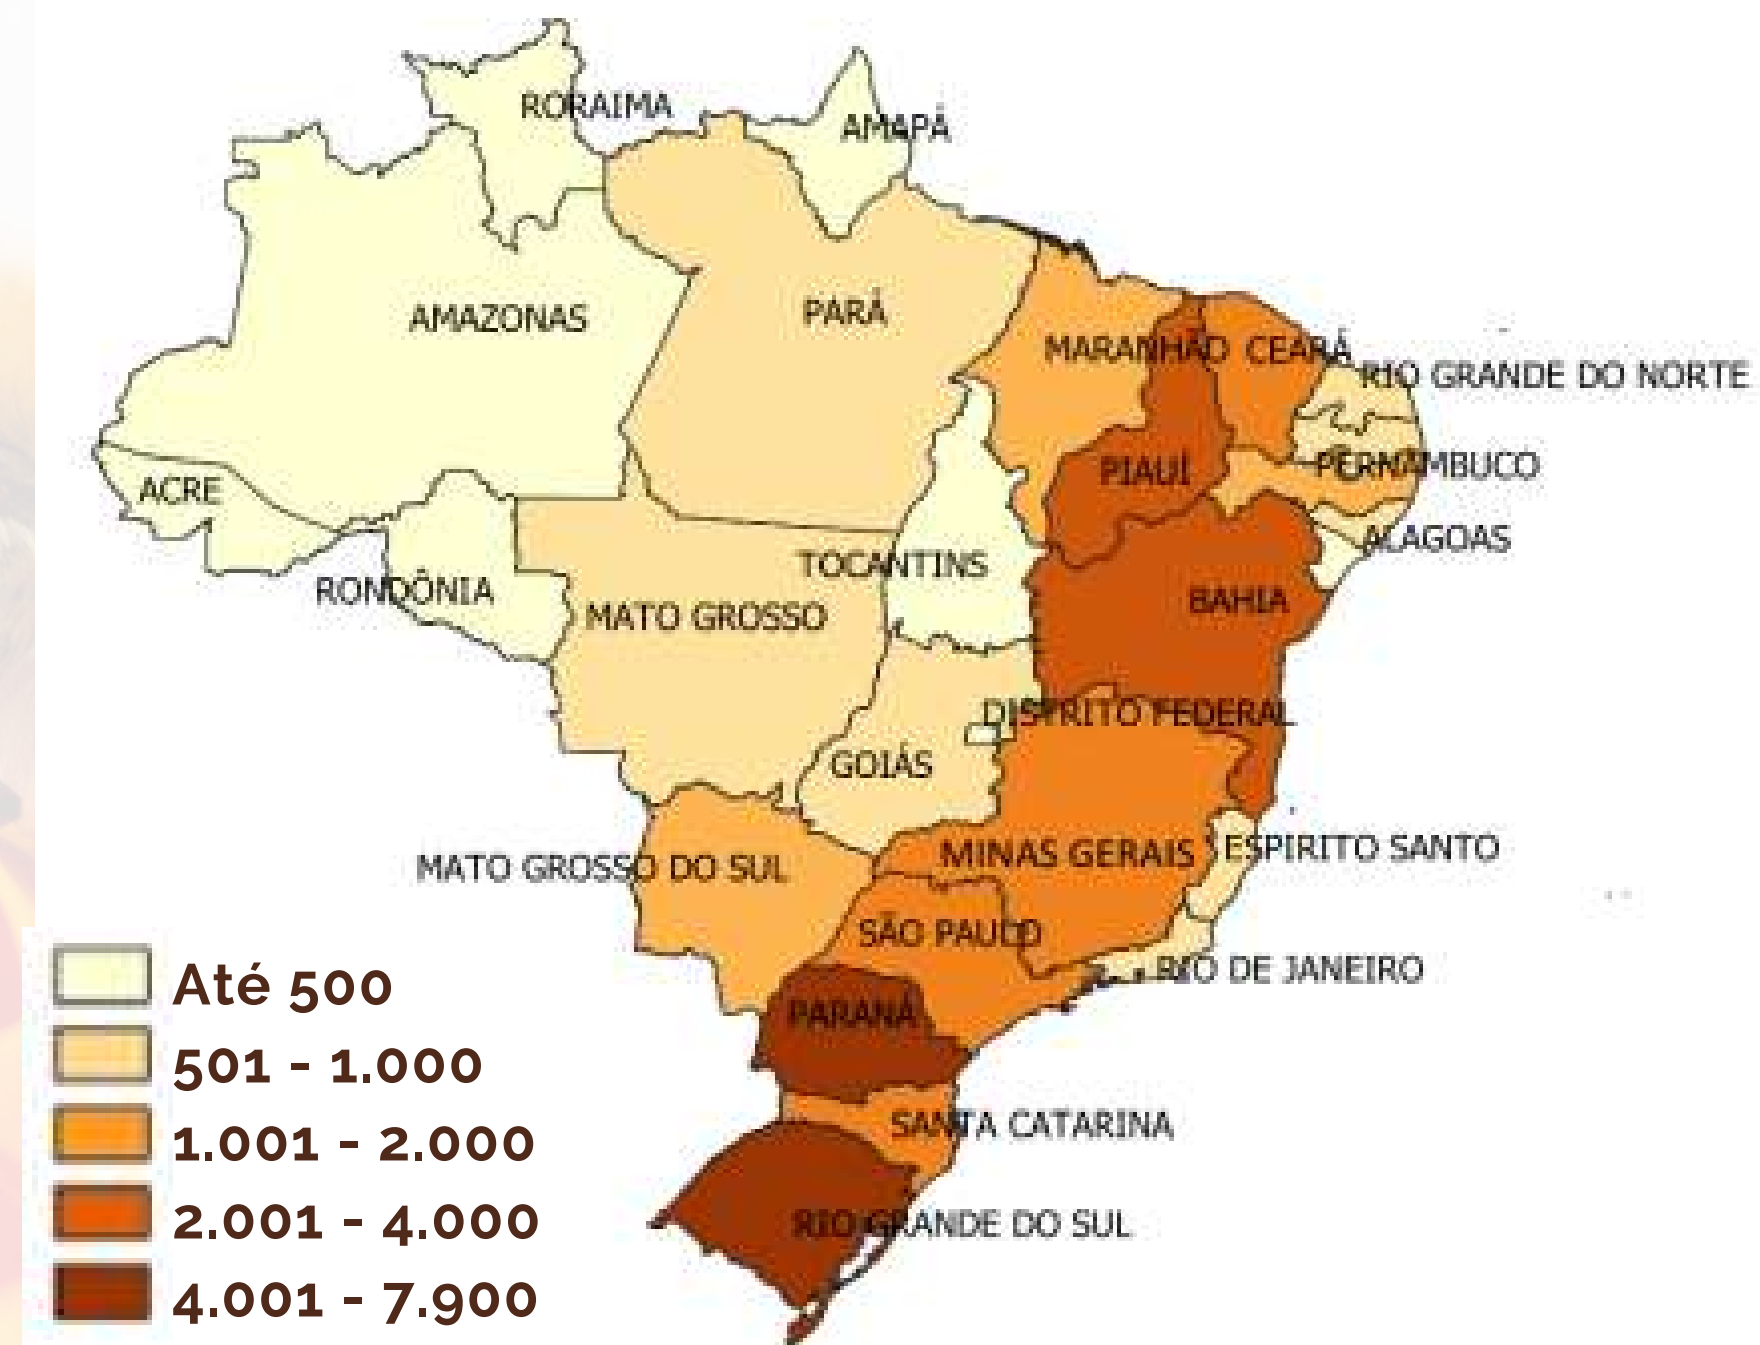 RORAIMA
AMAPÁ
AMAZONAS
PARÁ
MARANHÃO
CEARÁ
RIO GRANDE DO NORTE
PIAUÍ
PERNAMBUCO
ACRE
ALAGOAS
TOCANTINS
RONDÔNIA
BAHIA
MATO GROSSO
DISTRITO FEDERAL
GOIÁS
MINAS GERAIS
ESPIRITO SANTO
MATO GROSSO DO SUL
SÃO PAULO
RIO DE JANEIRO
PARANÁ
SANTA CATARINA
RIO GRANDE DO SUL
Até 500
501 - 1.000
1.001 - 2.000
2.001 - 4.000
4.001 - 7.900